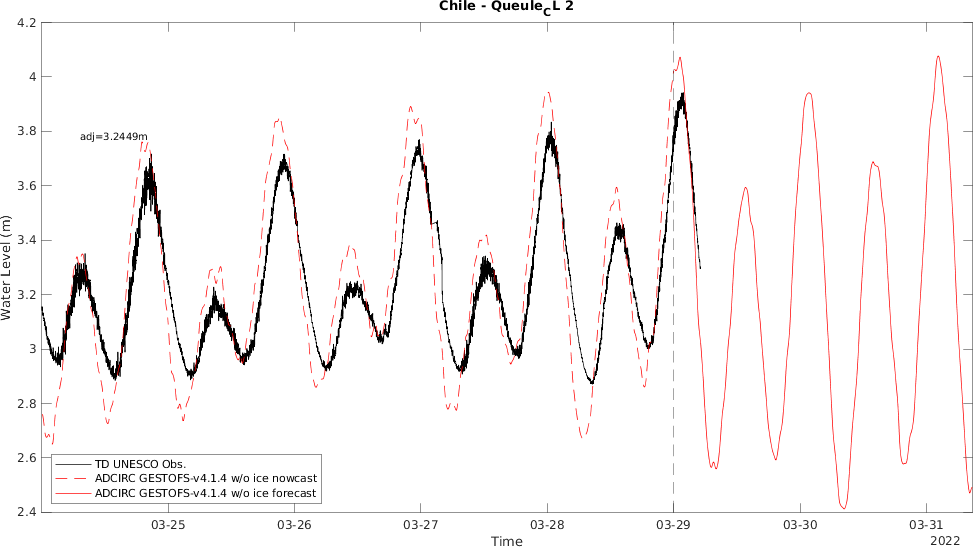 Chile - Queule_CL 2
4.2
4
3.8
3.6
3.4
3.2
3
2.8
2.6
2.4
Water Level (m)
adj=3.2449m
TD UNESCO Obs.
ADCIRC GESTOFS-v4.1.4 w/o ice nowcast
ADCIRC GESTOFS-v4.1.4 w/o ice forecast
03-25 03-26 03-27 03-28 03-29 03-30 03-31
Time
2022